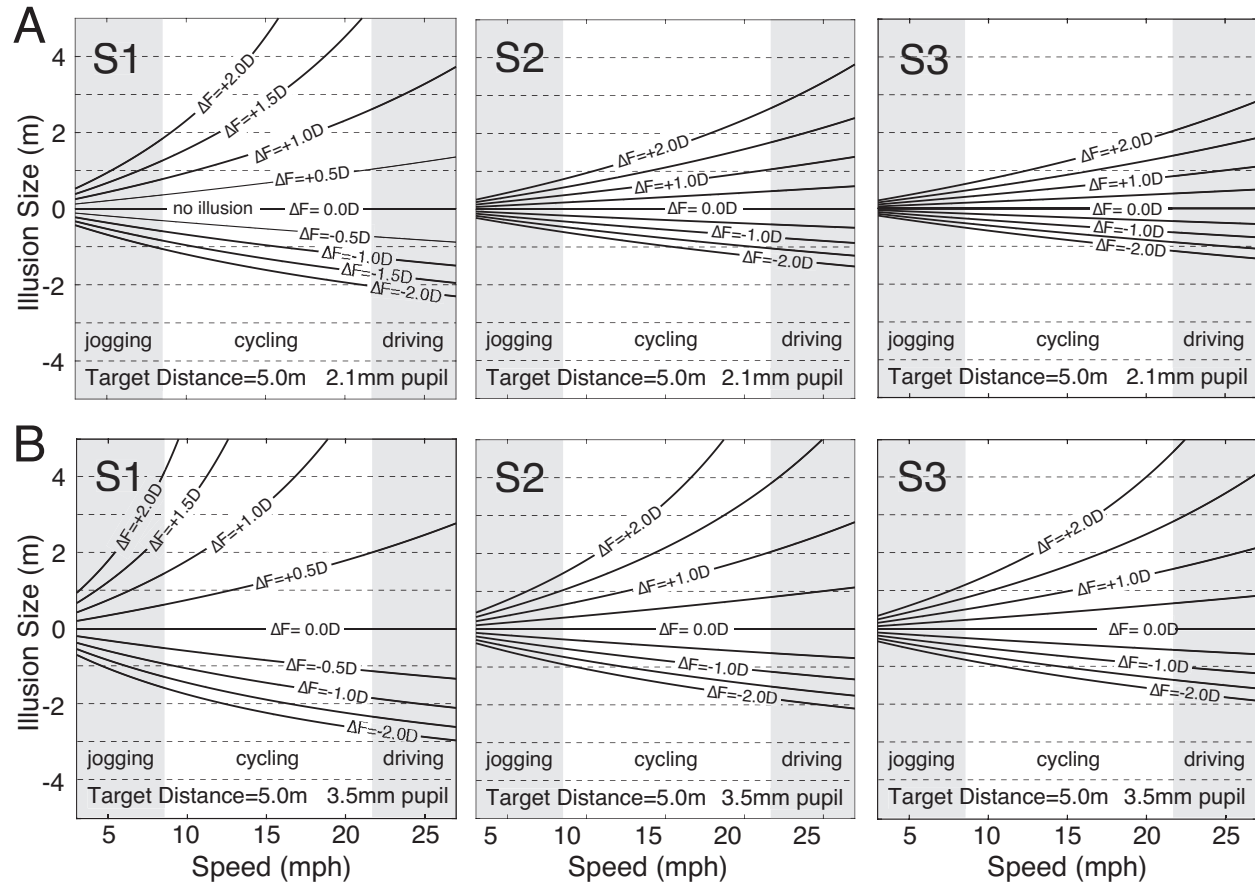 A
S1
S2
S3
Illusion Size (m)
4
2
0
-2
-4
ΔF=+2.0D
ΔF=+1.5D
ΔF=+1.0D
ΔF=+0.5D
no illusion
ΔF= 0.0D
ΔF=-0.5D
ΔF=-1.0D
ΔF=-1.5D
ΔF=-2.0D
jogging cycling driving
Target Distance=5.0m 2.1mm pupil
ΔF=+2.0D
ΔF=+1.0D
ΔF= 0.0D
ΔF=-1.0D
ΔF=-2.0D
jogging cycling driving
Target Distance=5.0m 2.1mm pupil
ΔF=+2.0D
ΔF=+1.0D
ΔF= 0.0D
ΔF=-1.0D
ΔF=-2.0D
jogging cycling driving
Target Distance=5.0m 2.1mm pupil
B
S1
S2
S3
Illusion Size (m)
4
2
0
-2
-4
ΔF=+2.0D
ΔF=+1.5D
ΔF=+1.0D
ΔF=+0.5D
ΔF= 0.0D
ΔF=-0.5D
ΔF=-1.0D
ΔF=-2.0D
jogging cycling driving
Target Distance=5.0m 3.5mm pupil
5 10 15 20 25
Speed (mph)
ΔF=+2.0D
ΔF=+1.0D
ΔF= 0.0D
ΔF=-1.0D
ΔF=-2.0D
jogging cycling driving
Target Distance=5.0m 3.5mm pupil
5 10 15 20 25
Speed (mph)
ΔF=+2.0D
ΔF=+1.0D
ΔF= 0.0D
ΔF=-1.0D
ΔF=-2.0D
jogging cycling driving
Target Distance=5.0m 3.5mm pupil
5 10 15 20 25
Speed (mph)